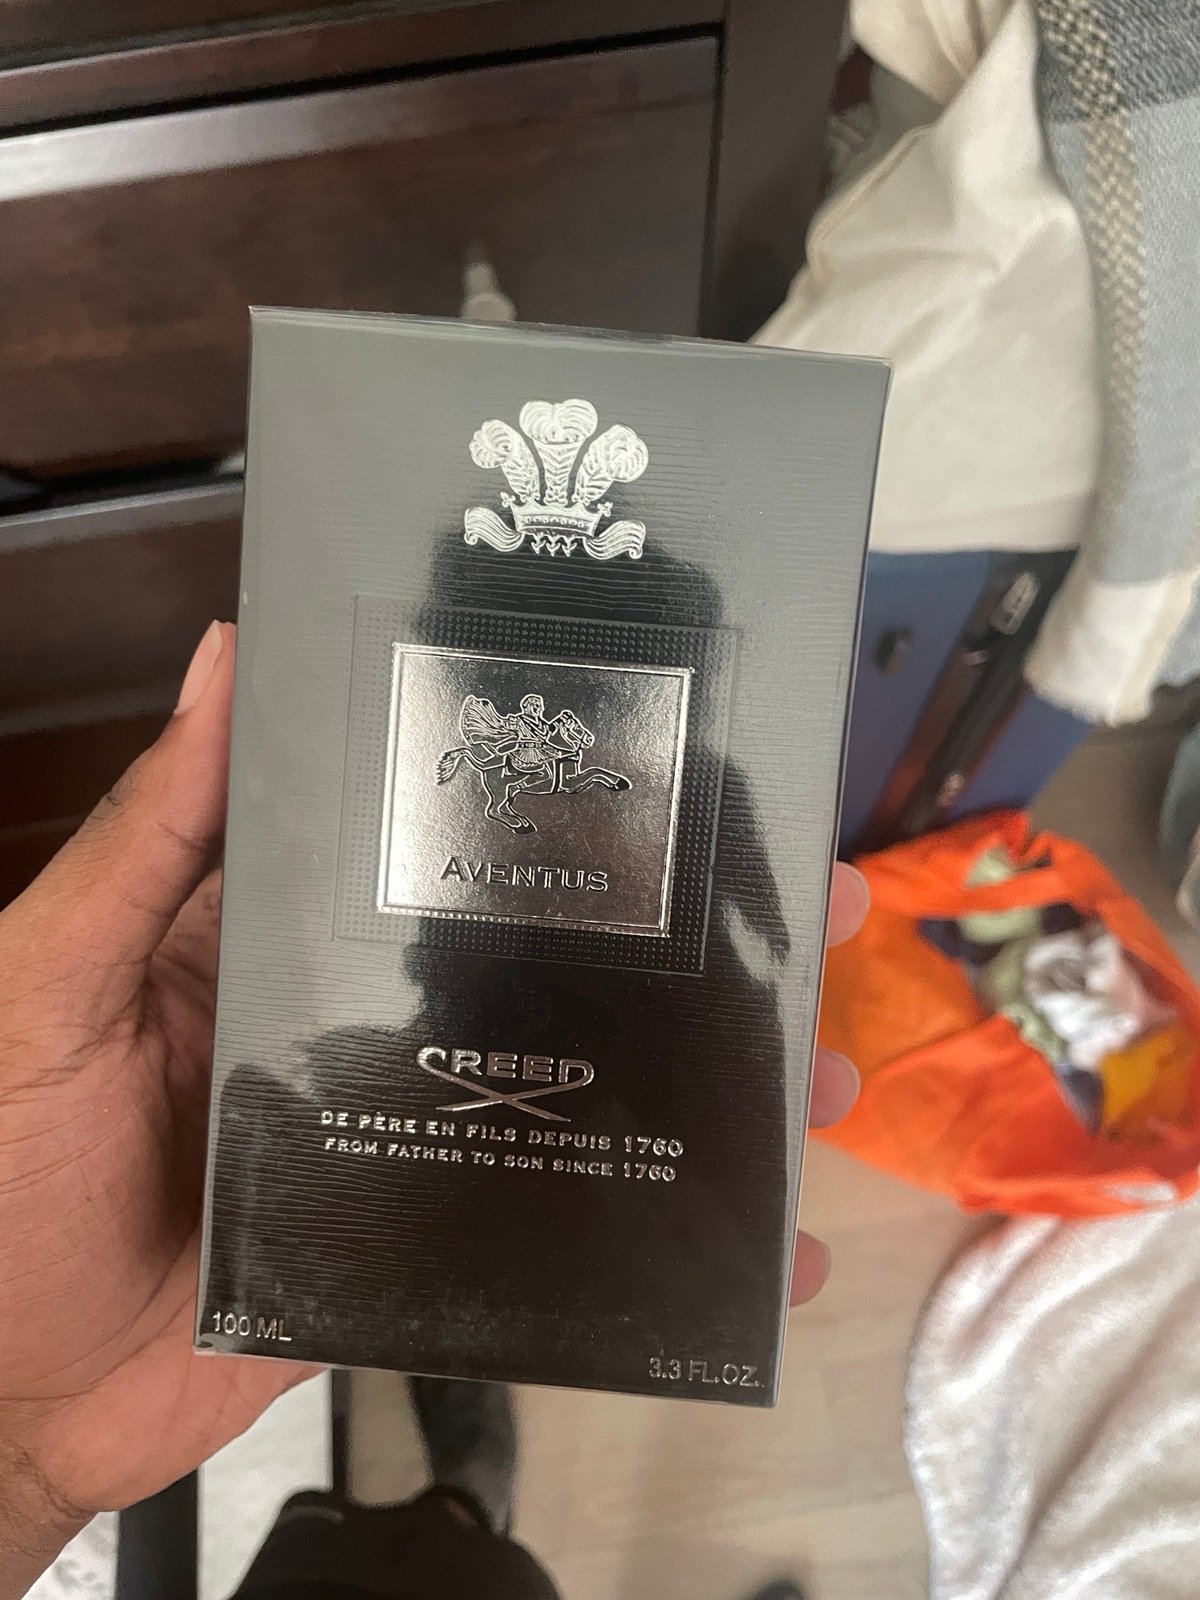 AVENTUS
CREED
DE PÈRE EN FILS DEPUIS 1760
FROM FATHER TO SON SINCE 1760
100 ML
3.3 FL.OZ.